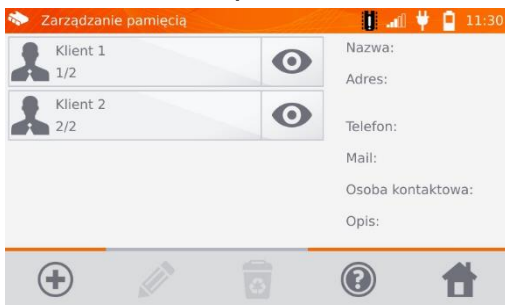 Zarządzanie pamięcią
11:30
Klient 1
1/2
Klient 2
2/2
Nazwa:
Adres:
Telefon:
Mail:
Osoba kontaktowa:
Opis: